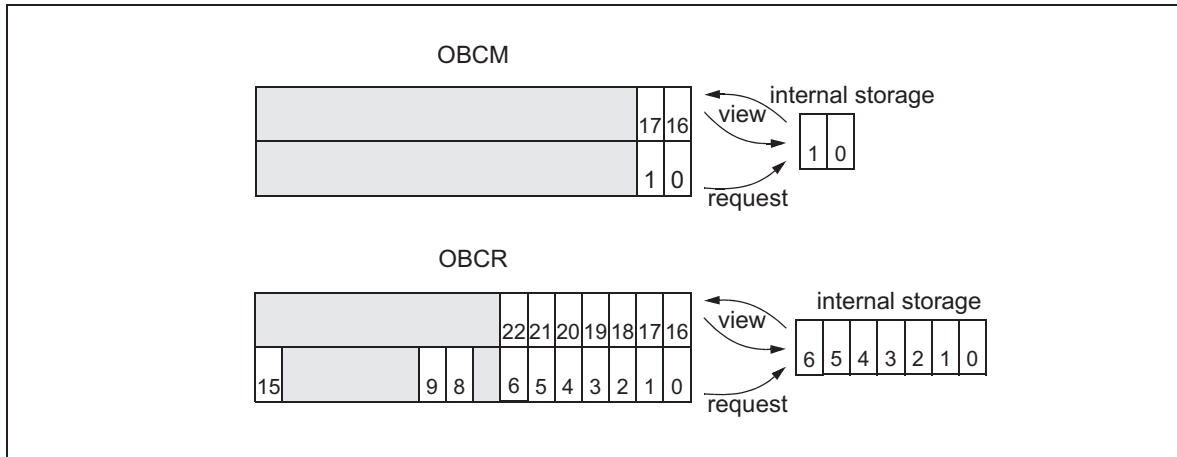 OBCM
internal storage
view
17 16
1 0
1 0
request
OBCR
internal storage
22 21 20 19 18 17 16
view
6 5 4 3 2 1 0
15 9 8 6 5 4 3 2 1 0
request